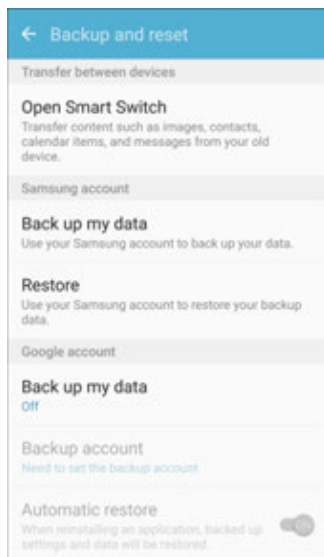 Backup and reset
Transfer between devices
Open Smart Switch
Transfer content such as images, contacts,
calendar items, and messages from your old
device.
Samsung account
Back up my data
Use your Samsung account to back up your data.
Restore
Use your Samsung account to restore your backup
data.
Google account
Back up my data
Off
Backup account
Need to set the backup account
Automatic restore
When reinstalling an application, backed up
settings and data will be restored.